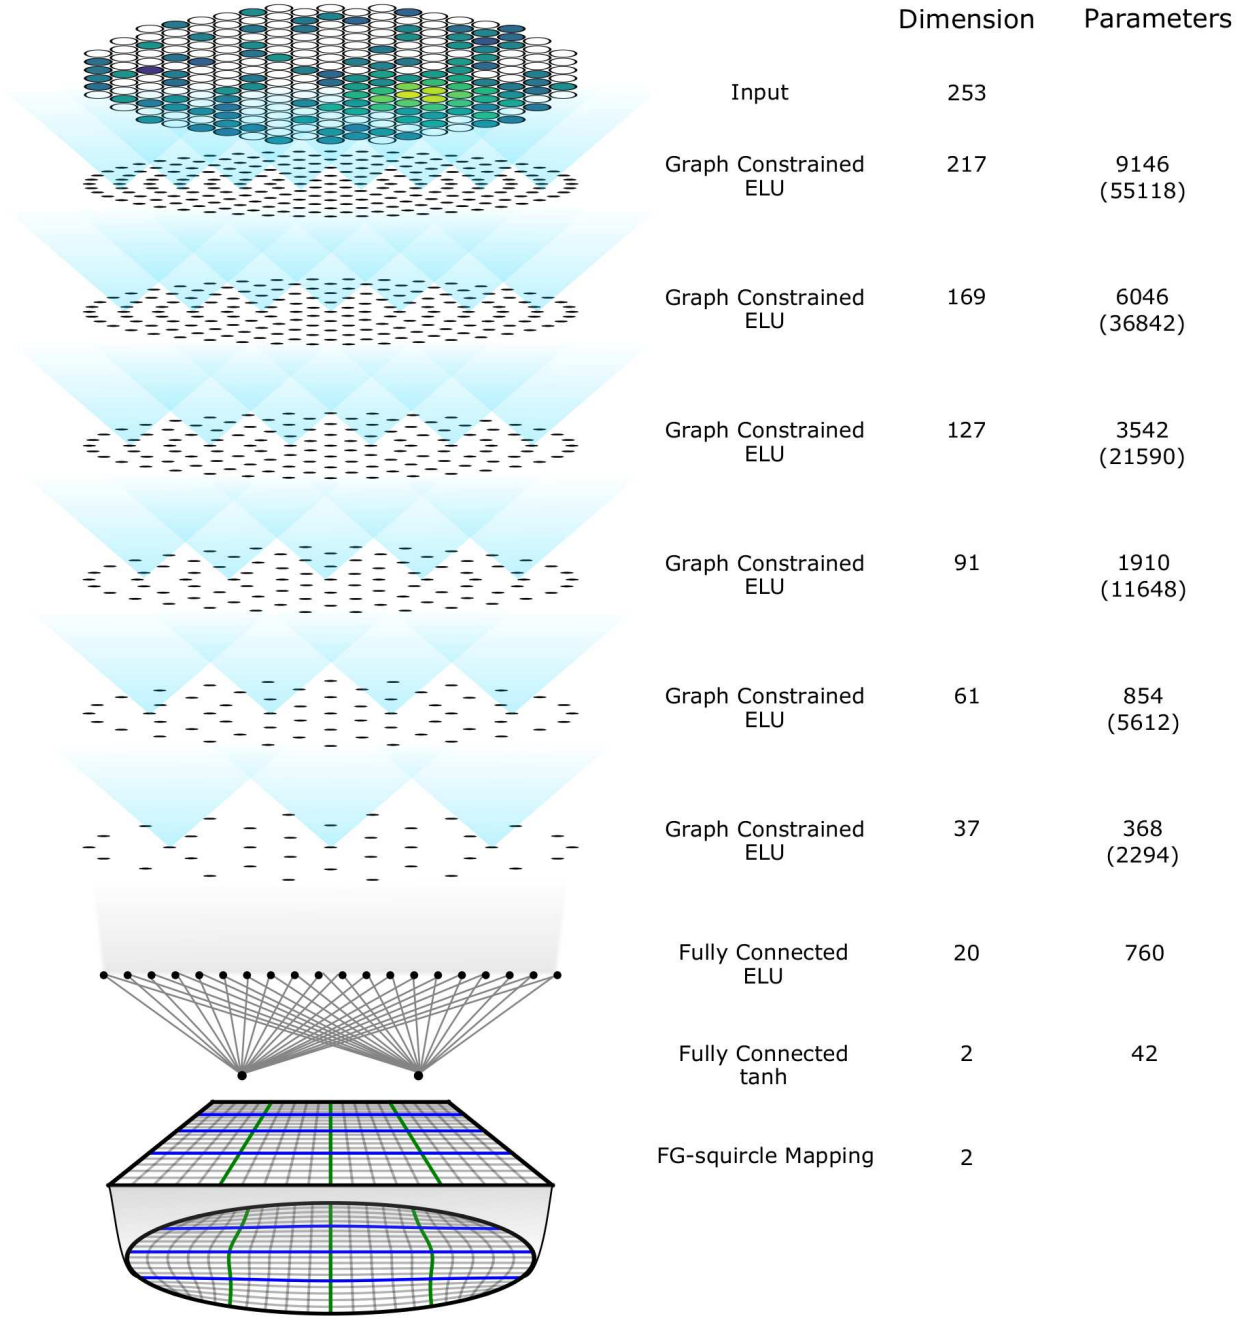 Dimension Parameters
Input 253
Graph Constrained 217 9146
ELU (55118)
Graph Constrained 169 6046
ELU (36842)
Graph Constrained 127 3542
ELU (21590)
Graph Constrained 91 1910
ELU (11648)
Graph Constrained 61 854
ELU (5612)
Graph Constrained 37 368
ELU (2294)
Fully Connected 20 760
ELU
Fully Connected 2 42
tanh
FG-squircle Mapping 2